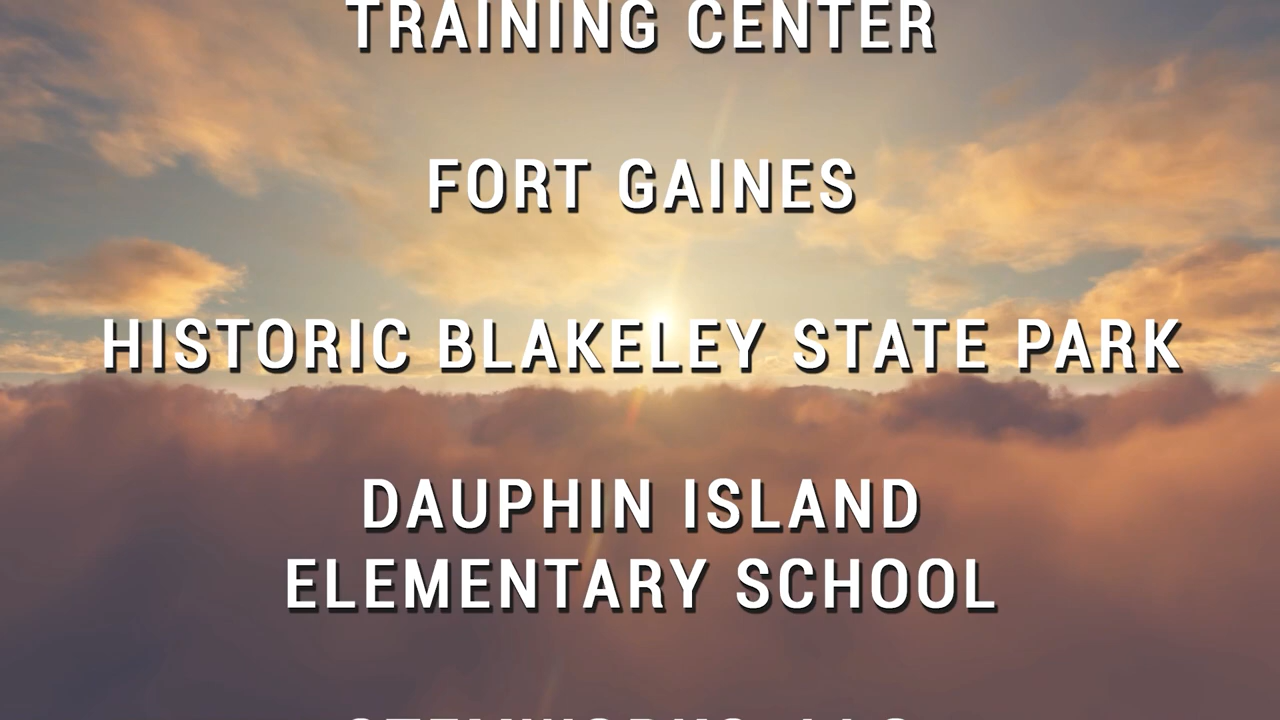 TRAINING CENTER
FORT GAINES
HISTORIC BLAKELEY STATE PARK
DAUPHIN ISLAND
ELEMENTARY SCHOOL